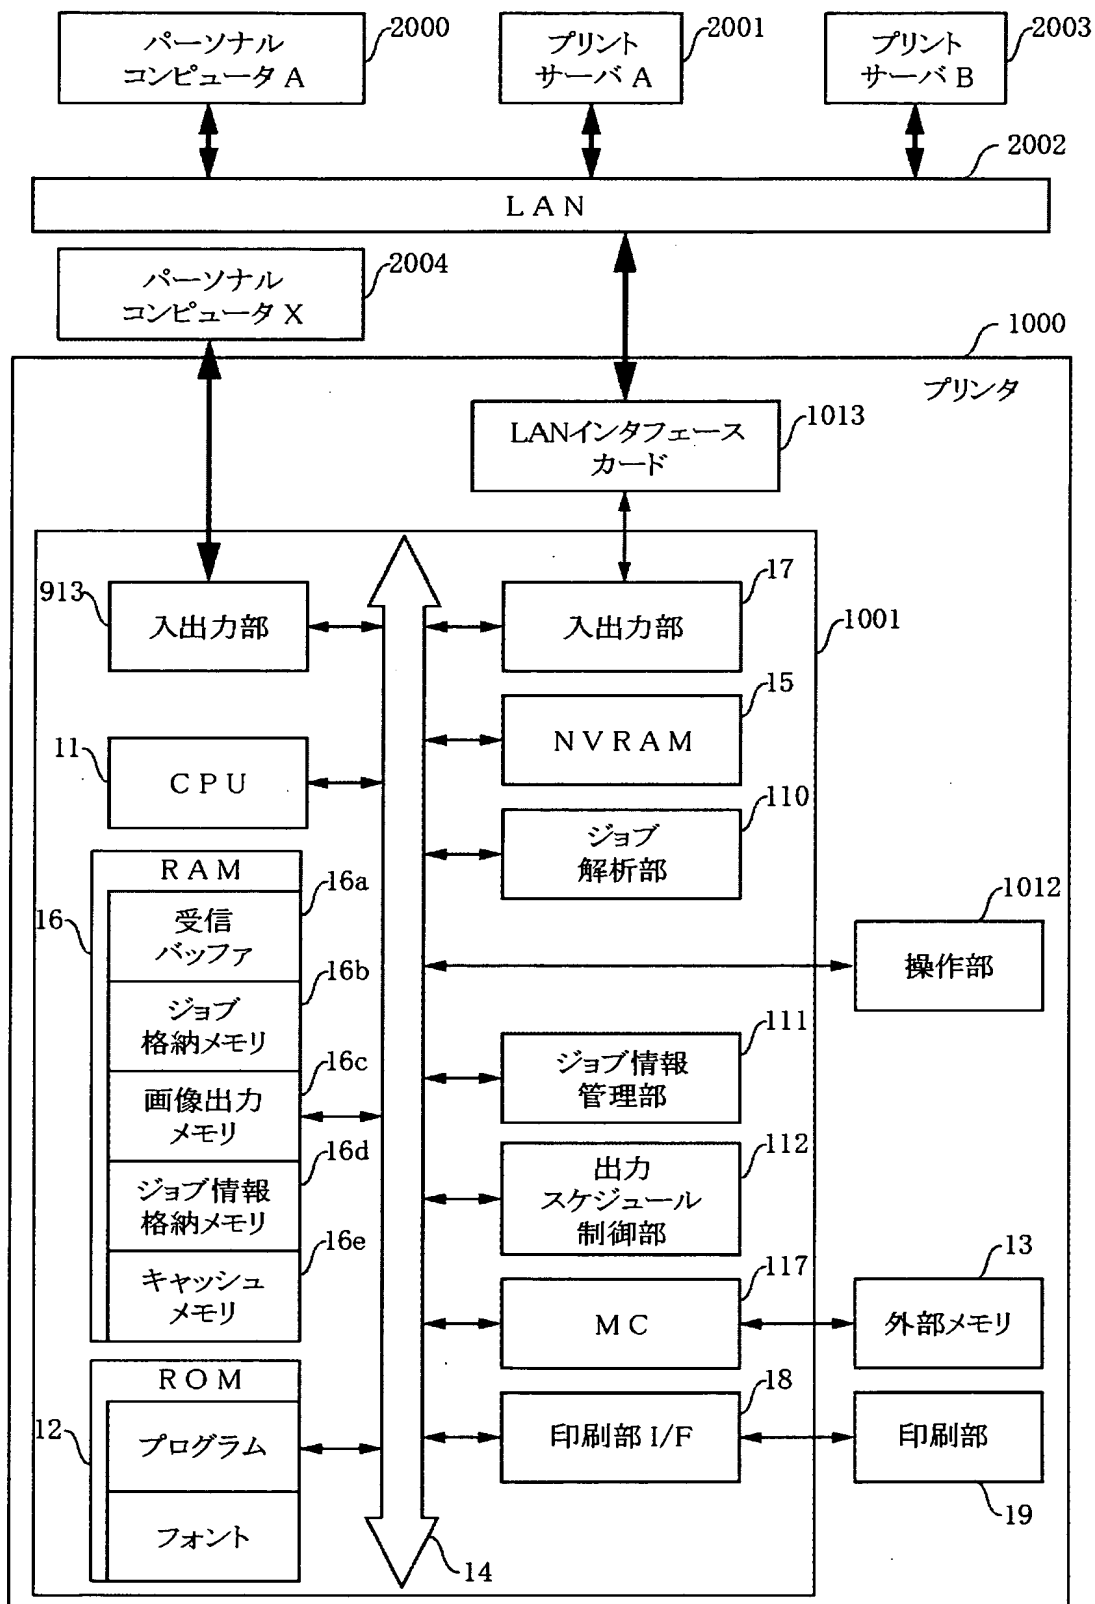 パーソナル
コンピュータ A
2000
プリント
サーバ A
2001
プリント
サーバ B
2003
2002
LAN
パーソナル
コンピュータ X
2004
1000
プリンタ
LANインタフェース
カード
1013
913
入出力部
入出力部
17
1001
NVRAM
15
11
CPU
ジョブ
解析部
110
RAM
16
受信
バッファ
16a
ジョブ
格納メモリ
16b
画像出力
メモリ
16c
ジョブ情報
格納メモリ
16d
キャッシュ
メモリ
16e
操作部
1012
ジョブ情報
管理部
111
出力
スケジュール
制御部
112
MC
117
外部メモリ
13
ROM
12
プログラム
フォント
印刷部 I/F
18
印刷部
19
14